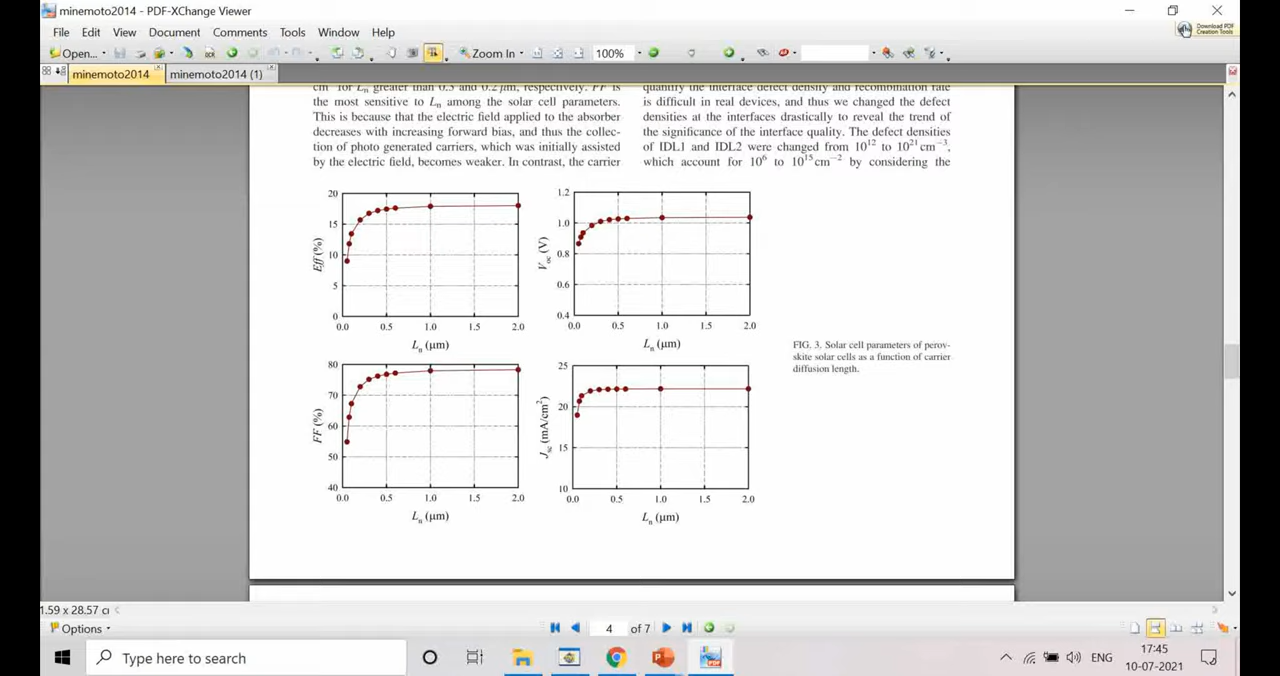 minemoto2014 - PDF-XChange Viewer
File Edit View Document Comments Tools Window Help
DOWNLOAD PDF
Creation Tools
Open... Zoom In 100%
minemoto2014 minemoto2014 (1)
cm for Lₙ greater than 0.3 and 0.2 μm, respectively. FF is
the most sensitive to Lₙ among the solar cell parameters.
This is because that the electric field applied to the absorber
decreases with increasing forward bias, and thus the collec-
tion of photo generated carriers, which was initially assisted
by the electric field, becomes weaker. In contrast, the carrier
quantify the interface defect density and recombination rate
is difficult in real devices, and thus we changed the defect
densities at the interfaces drastically to reveal the trend of
the significance of the interface quality. The defect densities
of IDL1 and IDL2 were changed from 10¹² to 10²¹ cm⁻³,
which account for 10⁶ to 10¹⁵ cm⁻² by considering the
20
15
10
5
0
Eff (%)
0.0 0.5 1.0 1.5 2.0
Lₙ (μm)
1.2
1.0
0.8
0.6
0.4
Voc (V)
0.0 0.5 1.0 1.5 2.0
Lₙ (μm)
FIG. 3. Solar cell parameters of perov-
skite solar cells as a function of carrier
diffusion length.
80
70
60
50
40
FF (%)
0.0 0.5 1.0 1.5 2.0
Lₙ (μm)
25
20
15
10
Jsc (mA/cm²)
0.0 0.5 1.0 1.5 2.0
Lₙ (μm)
1.59 x 28.57 c
Options 4 of 7
Type here to search
ENG
17:45
10-07-2021